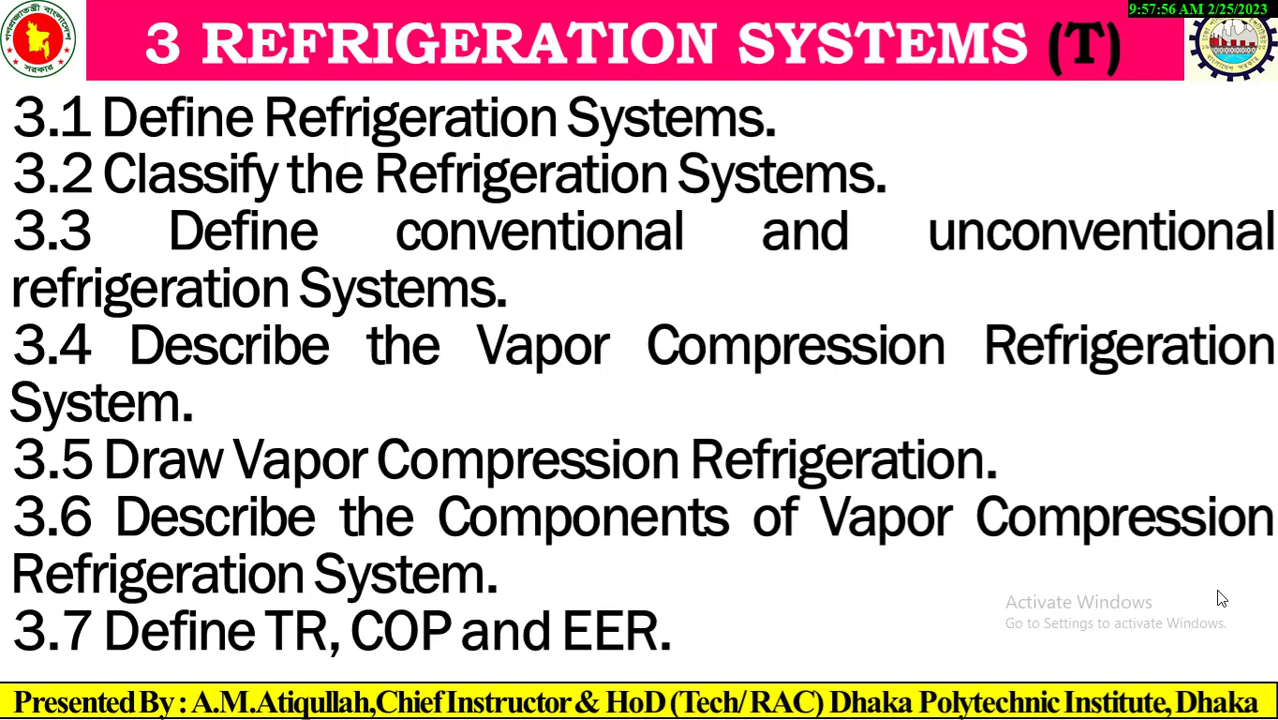 9:57:56 AM 2/25/2023
3 REFRIGERATION SYSTEMS (T)
3.1 Define Refrigeration Systems.
3.2 Classify the Refrigeration Systems.
3.3 Define conventional and unconventional
refrigeration Systems.
3.4 Describe the Vapor Compression Refrigeration
System.
3.5 Draw Vapor Compression Refrigeration.
3.6 Describe the Components of Vapor Compression
Refrigeration System.
3.7 Define TR, COP and EER.
Activate Windows
Go to Settings to activate Windows.
Presented By : A.M.Atiqullah,Chief Instructor & HoD (Tech/ RAC) Dhaka Polytechnic Institute, Dhaka
গণপ্রজাতন্ত্রী বাংলাদেশ
সরকার